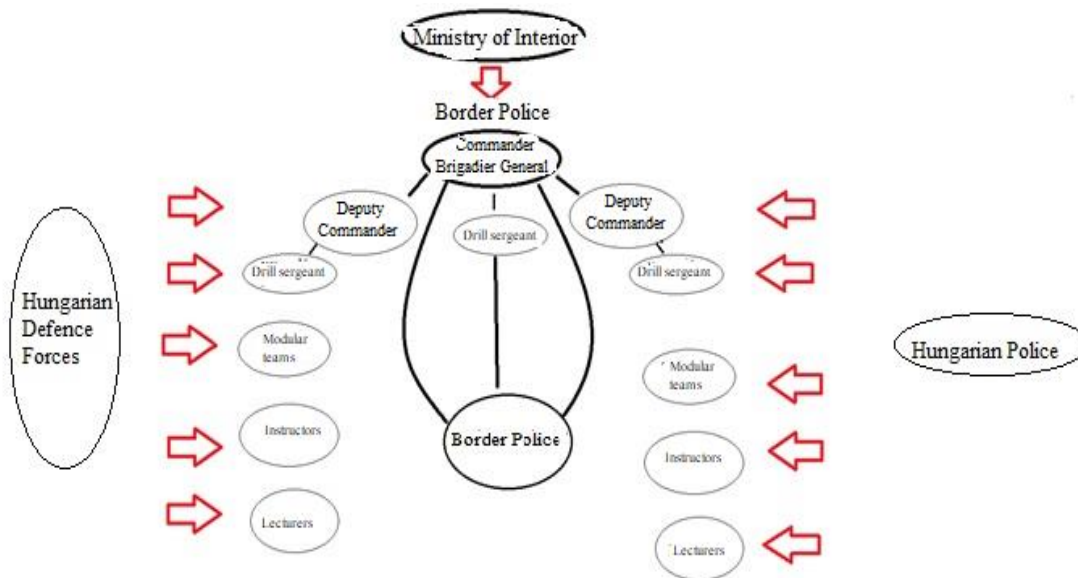 Ministry of Interior
Border Police
Commander
Brigadier General
Deputy
Commander
Drill sergeant
Deputy
Commander
Drill sergeant
Drill sergeant
Hungarian
Defence
Forces
Modular
teams
Hungarian Police
Modular
teams
Instructors
Border Police
Instructors
Lecturers
Lecturers